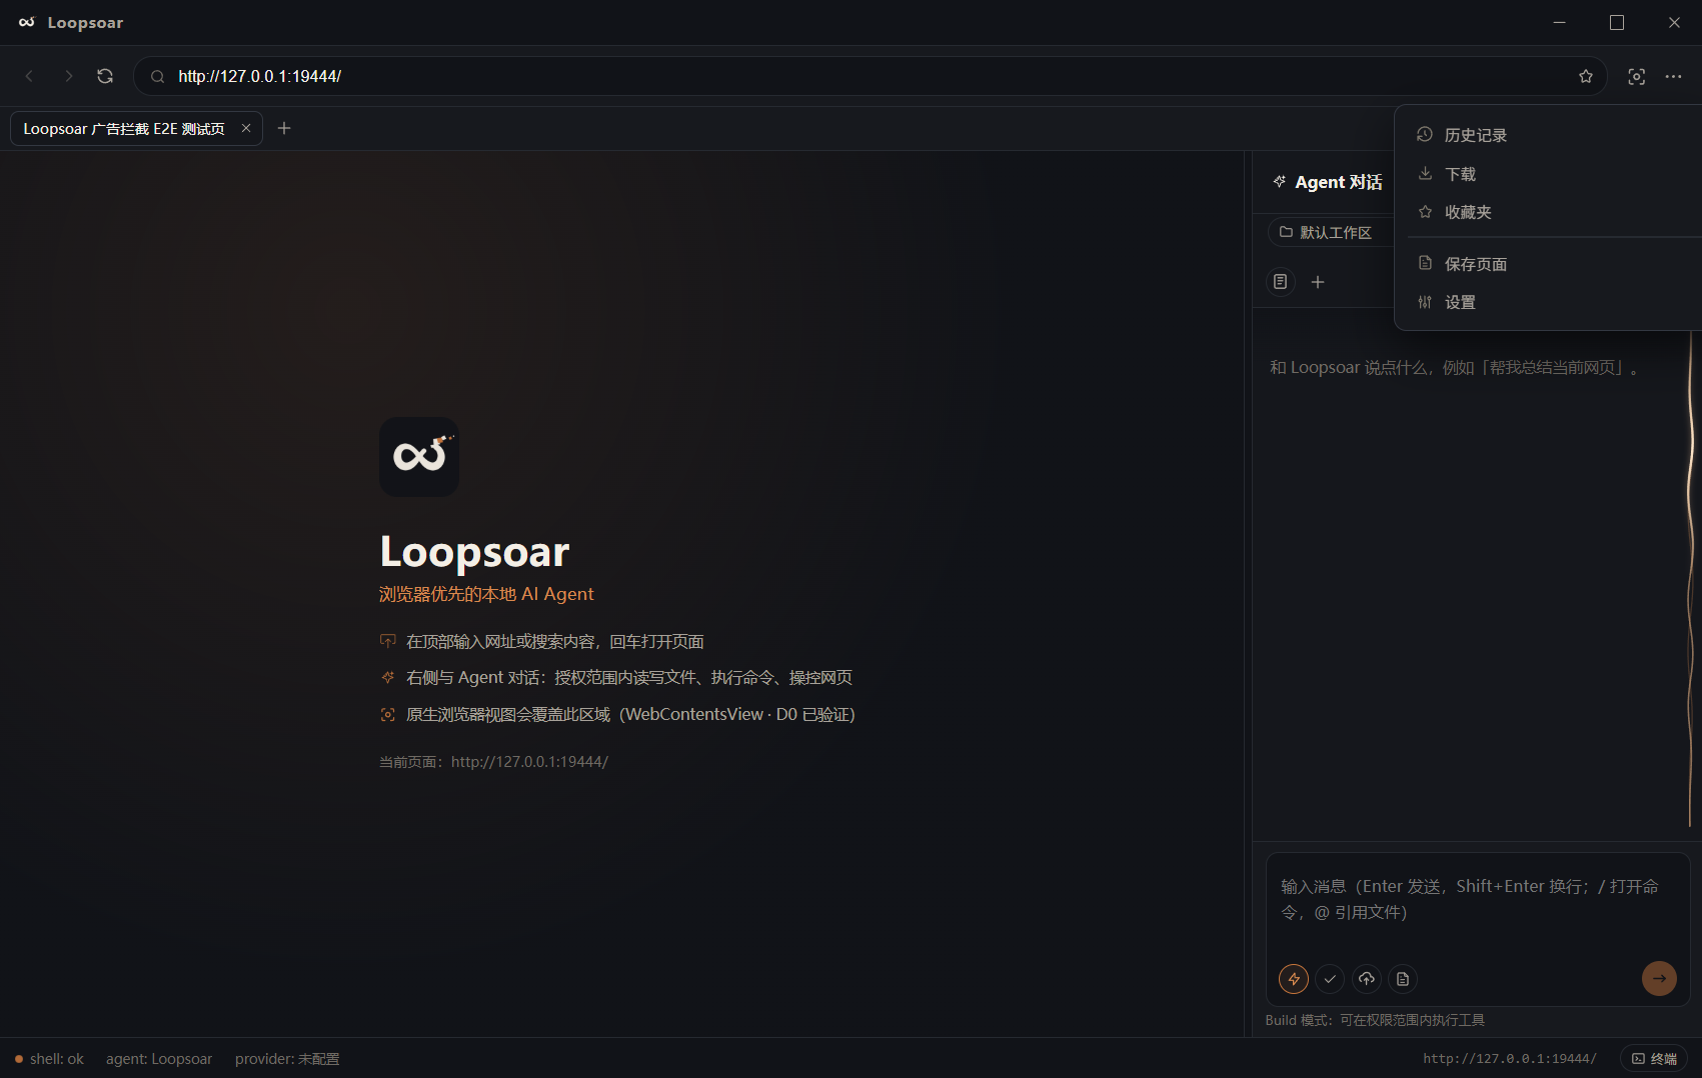 Loopsoar
http://127.0.0.1:19444/
Loopsoar 广告拦截 E2E 测试页
历史记录
下载
收藏夹
保存页面
设置
Agent 对话
默认工作区
和 Loopsoar 说点什么，例如「帮我总结当前网页」。
Loopsoar
浏览器优先的本地 AI Agent
在顶部输入网址或搜索内容，回车打开页面
右侧与 Agent 对话：授权范围内读写文件、执行命令、操控网页
原生浏览器视图会覆盖此区域（WebContentsView · D0 已验证）
当前页面：http://127.0.0.1:19444/
输入消息（Enter 发送，Shift+Enter 换行；/ 打开命
令，@ 引用文件）
Build 模式：可在权限范围内执行工具
shell: ok
agent: Loopsoar
provider: 未配置
http://127.0.0.1:19444/
终端